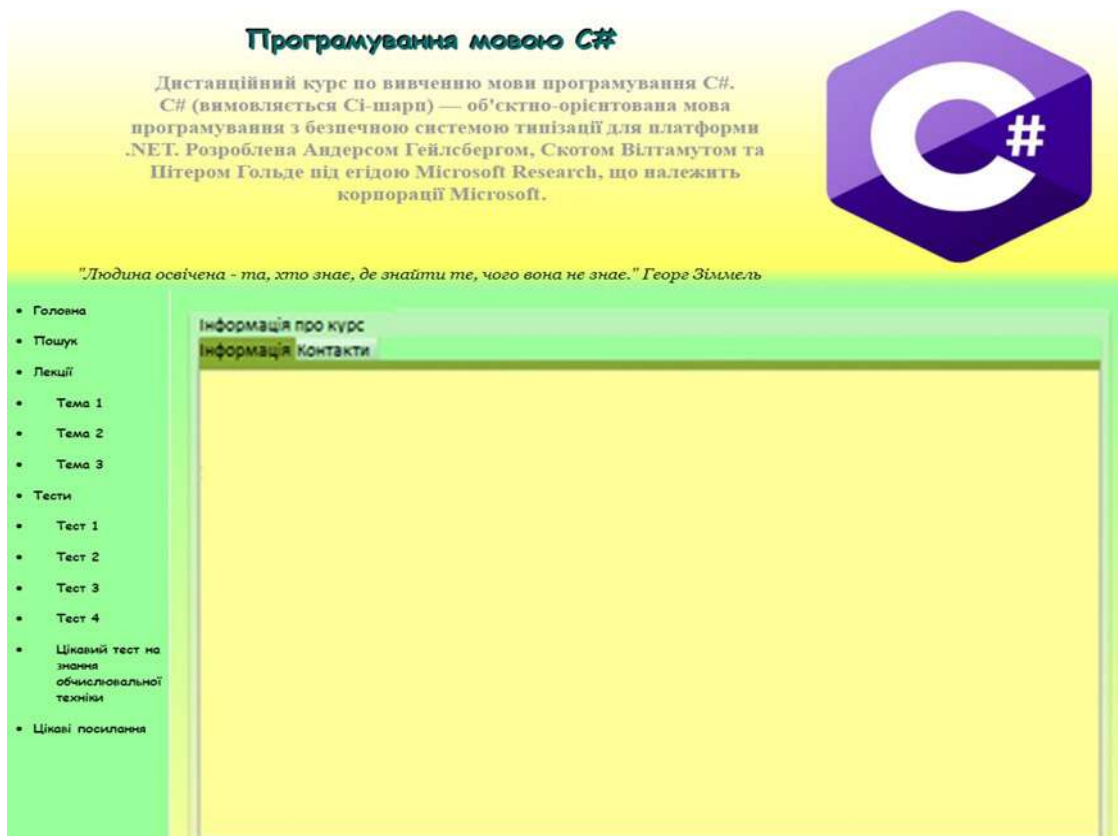 Програмування мовою C#
Дистанційний курс по вивченню мови програмування C#.
C# (вимовляється Сі-шарп) — об'єктно-орієнтована мова
програмування з безпечною системою типізації для платформи
.NET. Розроблена Андерсом Гейлсбергом, Скотом Вілтамутом та
Пітером Гольде під егідою Microsoft Research, що належить
корпорації Microsoft.
C#
"Людина освічена - та, хто знає, де знайти те, чого вона не знає." Георг Зіммель
• Головна
• Пошук
• Лекції
• Тема 1
• Тема 2
• Тема 3
• Тести
• Тест 1
• Тест 2
• Тест 3
• Тест 4
• Цікавий тест на
знання
обчислювальної
техніки
• Цікаві посилання
Інформація про курс
Інформація Контакти